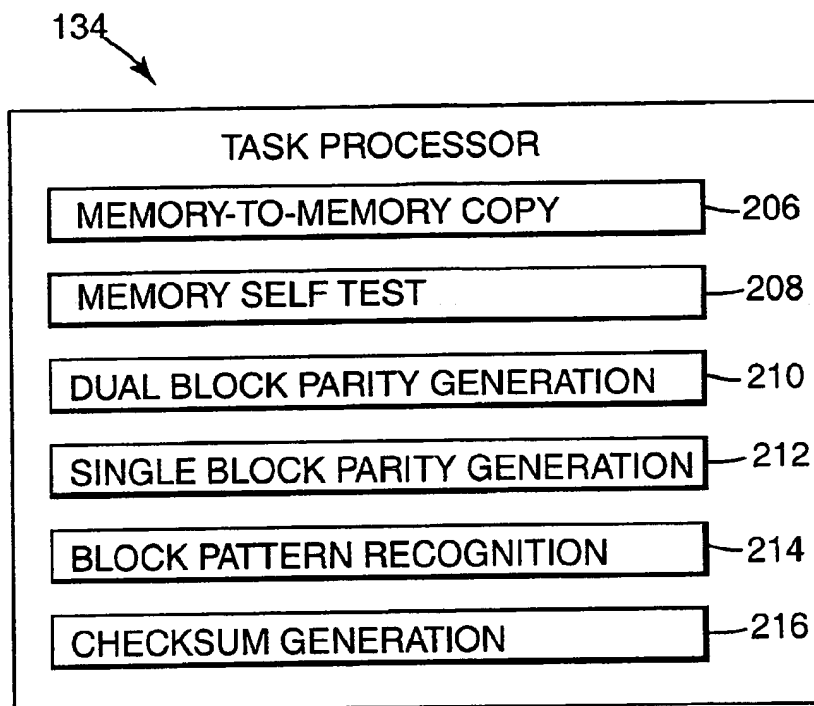 134
TASK PROCESSOR
MEMORY-TO-MEMORY COPY 206
MEMORY SELF TEST 208
DUAL BLOCK PARITY GENERATION 210
SINGLE BLOCK PARITY GENERATION 212
BLOCK PATTERN RECOGNITION 214
CHECKSUM GENERATION 216